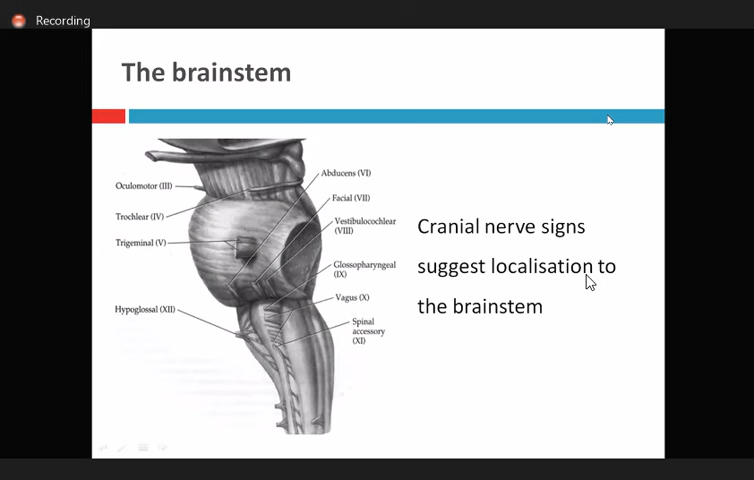 Recording
The brainstem
Abducens (VI)
Oculomotor (III)
Facial (VII)
Trochlear (IV)
Vestibulocochlear
(VIII)
Trigeminal (V)
Cranial nerve signs
suggest localisation to
the brainstem
Glossopharyngeal
(IX)
Vagus (X)
Hypoglossal (XII)
Spinal
accessory
(XI)